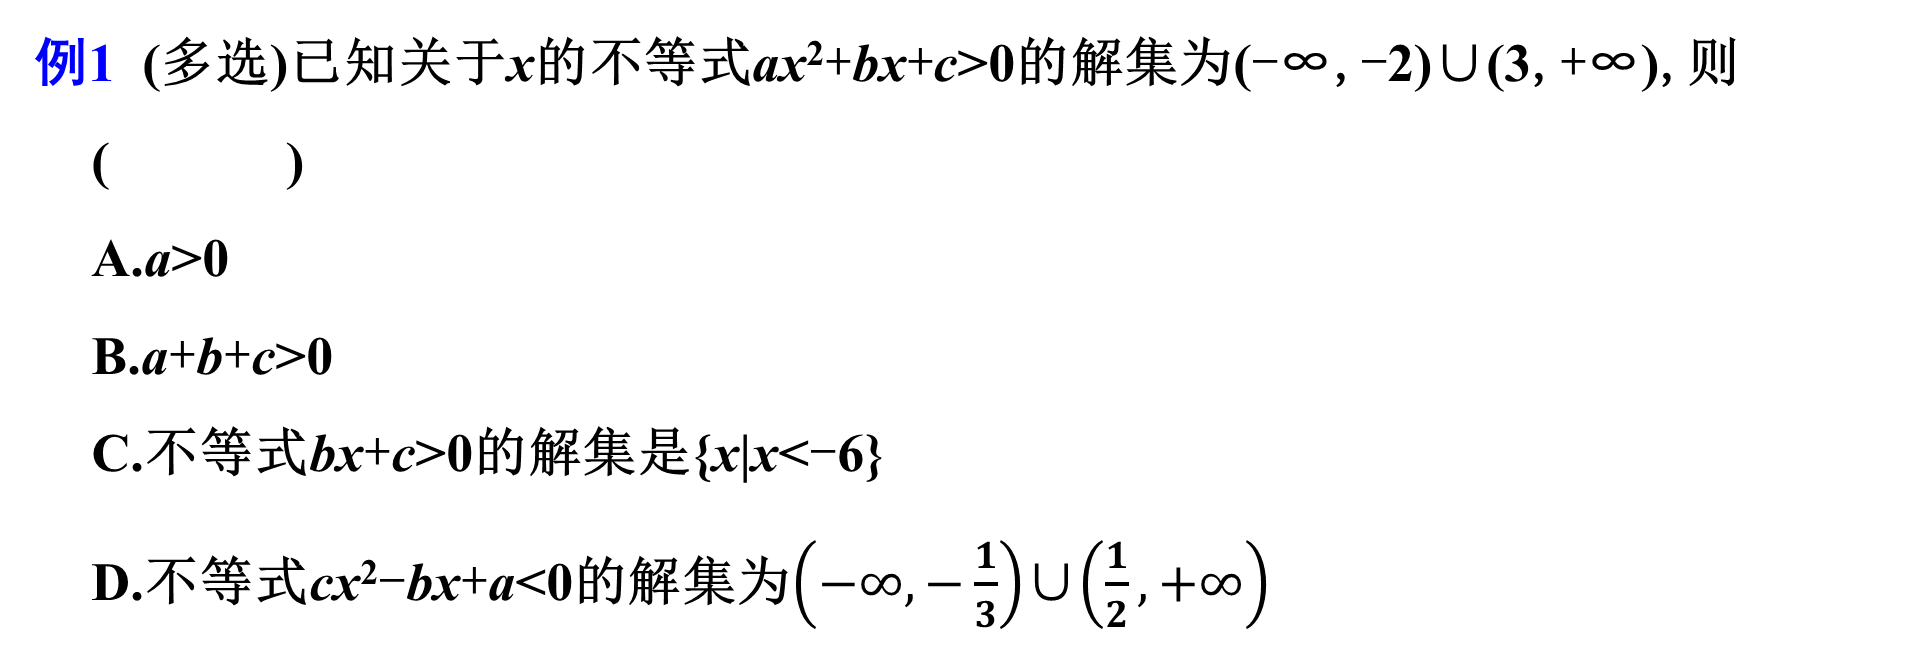 例1 (多选)已知关于x的不等式ax²+bx+c>0的解集为(−∞, −2)∪(3, +∞), 则
( )
A.a>0
B.a+b+c>0
C.不等式bx+c>0的解集是{x|x<−6}
D.不等式cx²−bx+a<0的解集为(−∞, −1/3)∪(1/2, +∞)